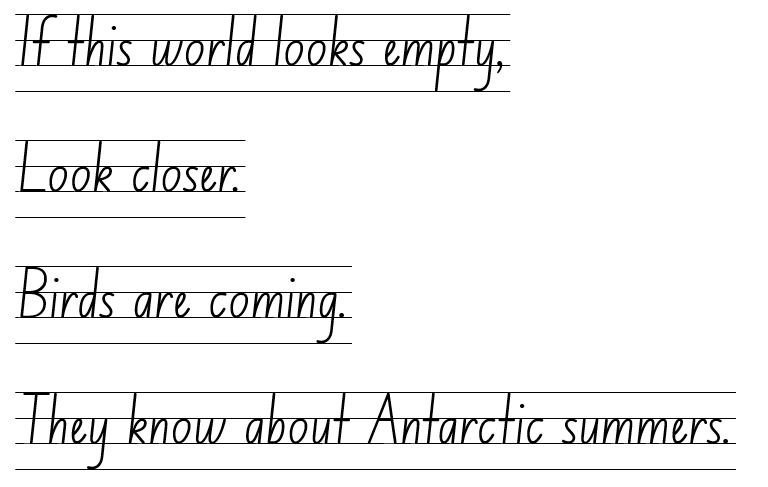 If this world looks empty,
Look closer.
Birds are coming.
They know about Antarctic summers.